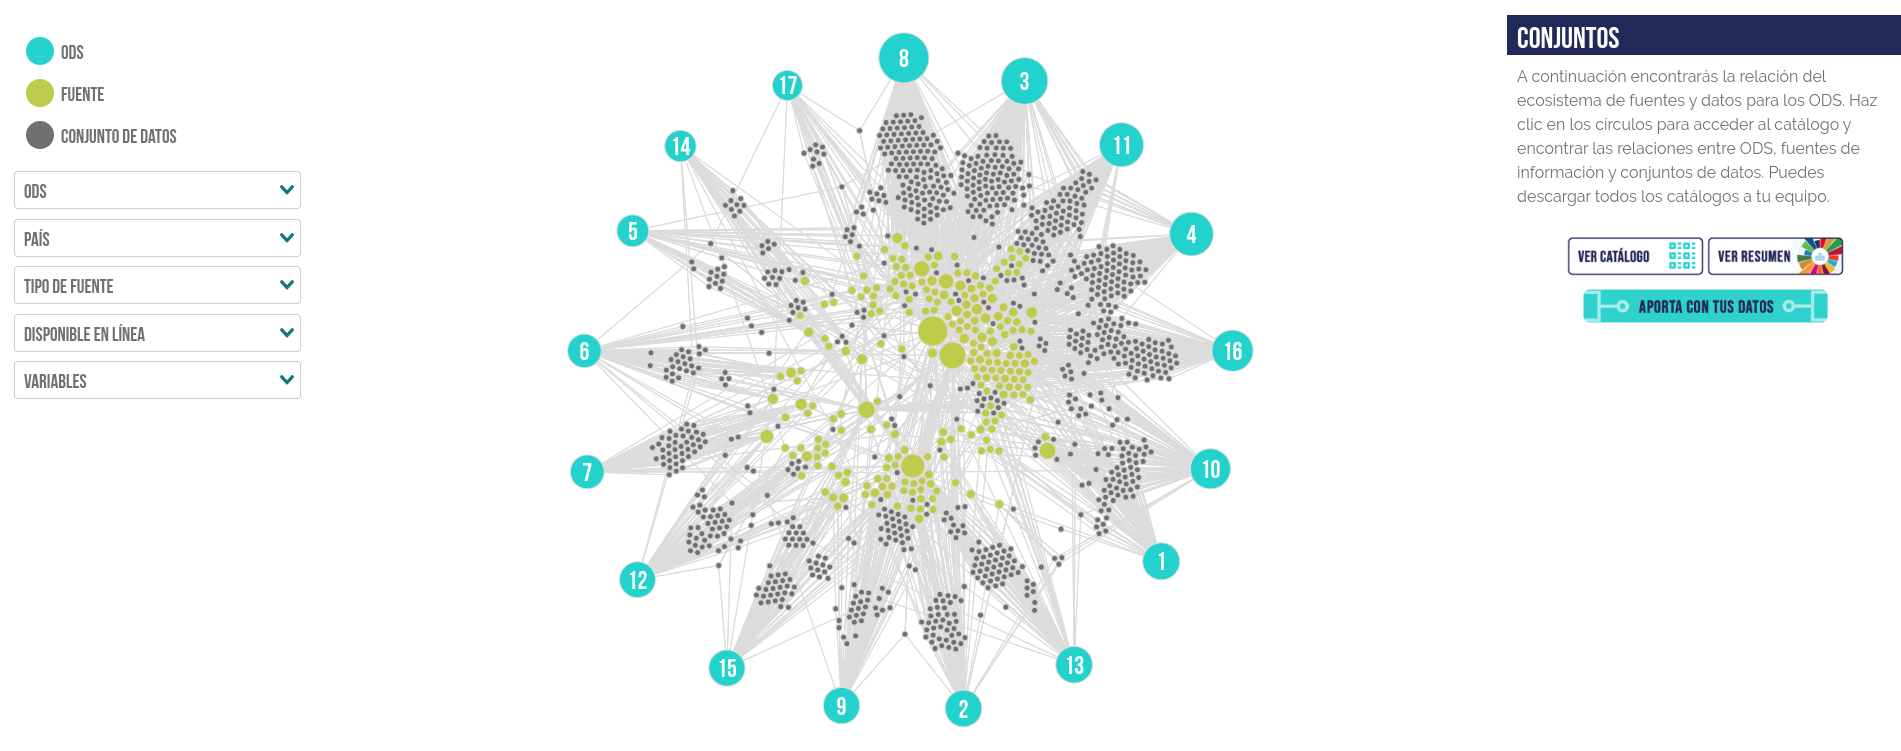 ODS
FUENTE
CONJUNTO DE DATOS
ODS
PAÍS
TIPO DE FUENTE
DISPONIBLE EN LÍNEA
VARIABLES
8
3
17
11
14
5
4
6
16
7
10
1
12
15
13
9
2
CONJUNTOS
A continuación encontrarás la relación del
ecosistema de fuentes y datos para los ODS. Haz
clic en los círculos para acceder al catálogo y
encontrar las relaciones entre ODS, fuentes de
información y conjuntos de datos. Puedes
descargar todos los catálogos a tu equipo.
VER CATÁLOGO
VER RESUMEN
APORTA CON TUS DATOS